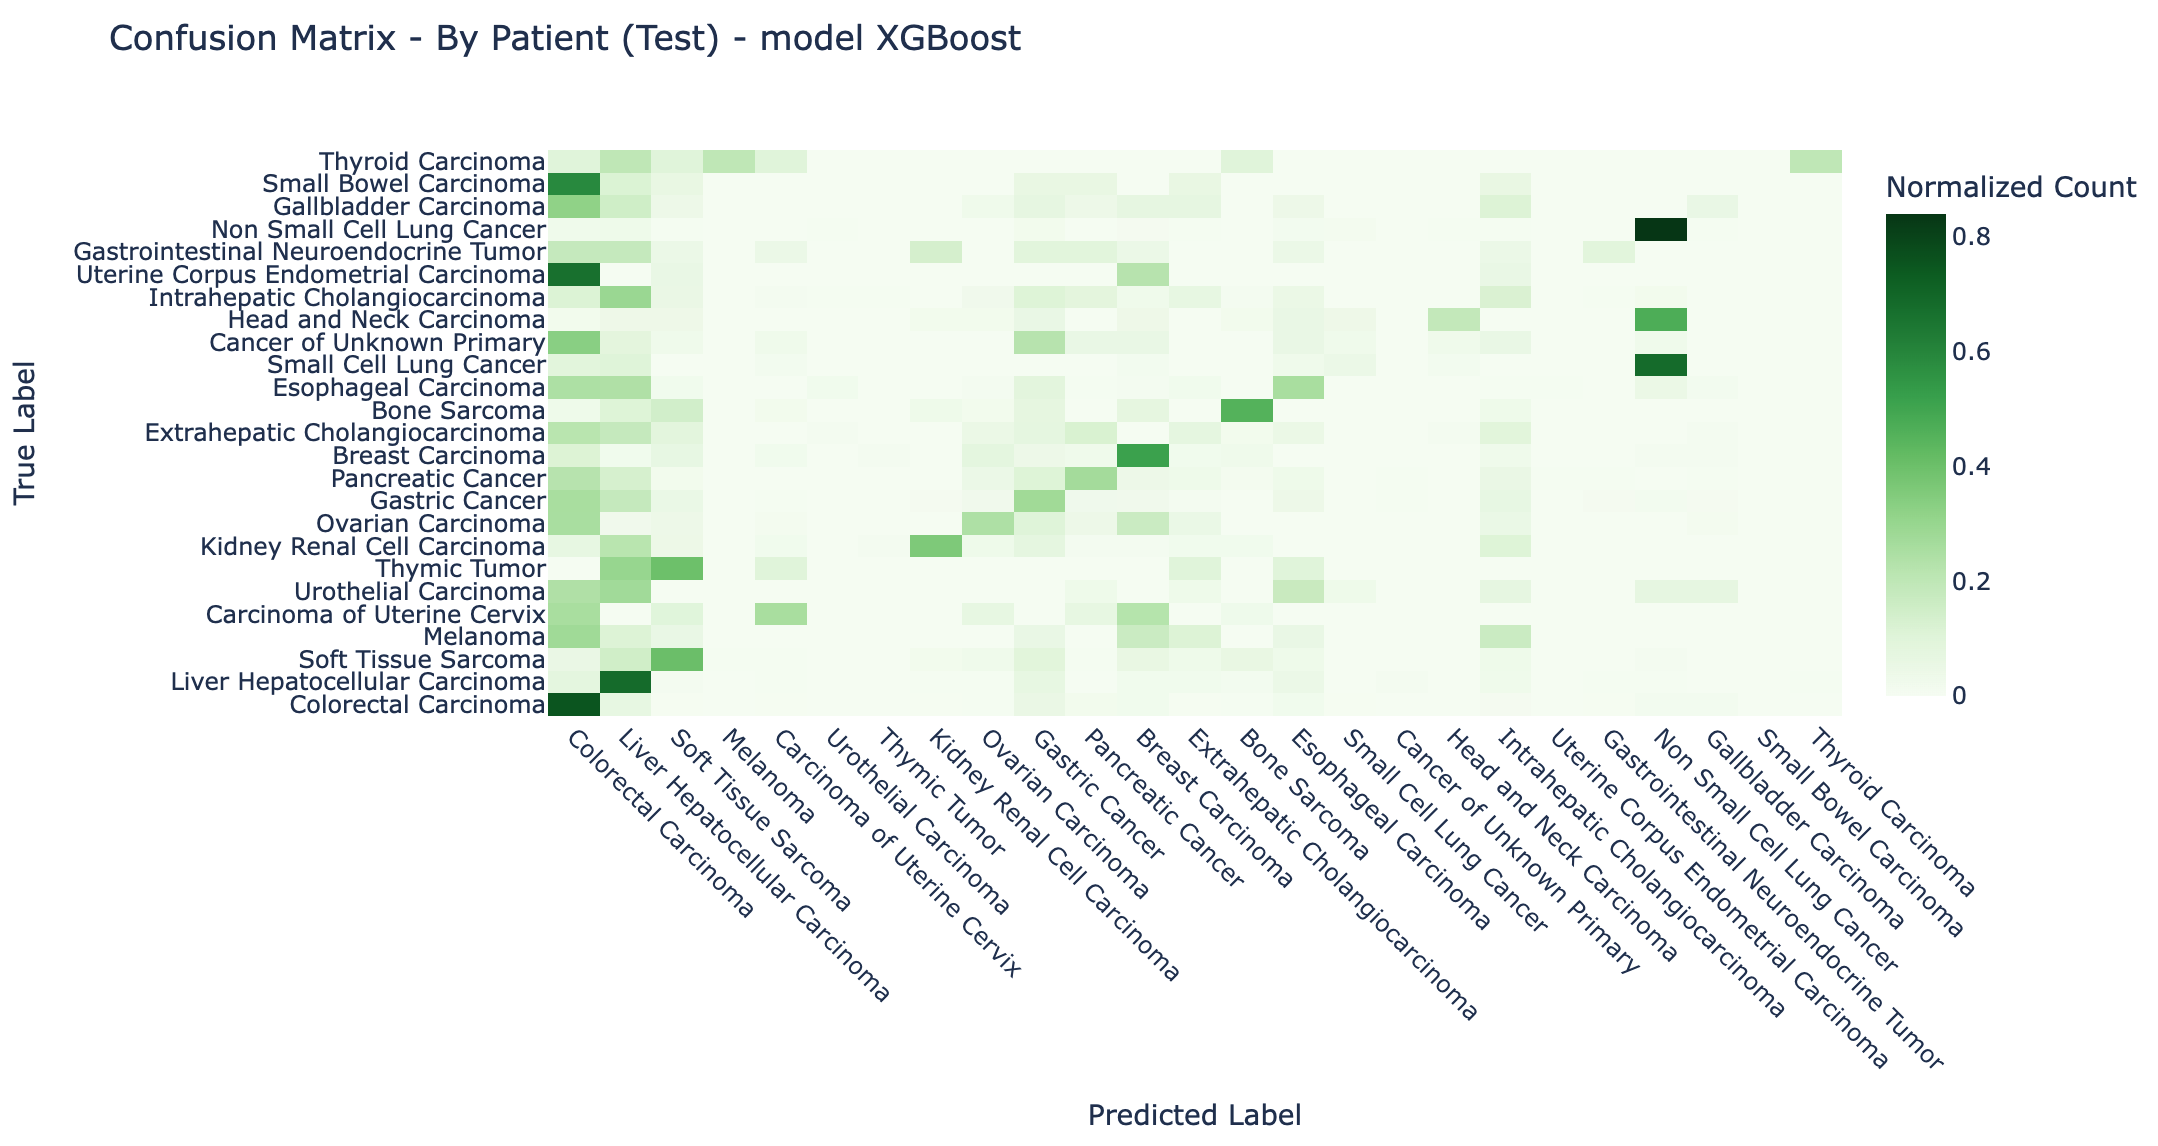 Confusion Matrix - By Patient (Test) - model XGBoost
Normalized Count
0.8
0.6
0.4
0.2
0
True Label
Thyroid Carcinoma
Small Bowel Carcinoma
Gallbladder Carcinoma
Non Small Cell Lung Cancer
Gastrointestinal Neuroendocrine Tumor
Uterine Corpus Endometrial Carcinoma
Intrahepatic Cholangiocarcinoma
Head and Neck Carcinoma
Cancer of Unknown Primary
Small Cell Lung Cancer
Esophageal Carcinoma
Bone Sarcoma
Extrahepatic Cholangiocarcinoma
Breast Carcinoma
Pancreatic Cancer
Gastric Cancer
Ovarian Carcinoma
Kidney Renal Cell Carcinoma
Thymic Tumor
Urothelial Carcinoma
Carcinoma of Uterine Cervix
Melanoma
Soft Tissue Sarcoma
Liver Hepatocellular Carcinoma
Colorectal Carcinoma
Colorectal Carcinoma
Liver Hepatocellular Carcinoma
Soft Tissue Sarcoma
Melanoma
Carcinoma of Uterine Cervix
Urothelial Carcinoma
Thymic Tumor
Kidney Renal Cell Carcinoma
Ovarian Carcinoma
Gastric Cancer
Pancreatic Cancer
Breast Carcinoma
Extrahepatic Cholangiocarcinoma
Bone Sarcoma
Esophageal Carcinoma
Small Cell Lung Cancer
Cancer of Unknown Primary
Head and Neck Carcinoma
Intrahepatic Cholangiocarcinoma
Uterine Corpus Endometrial Carcinoma
Gastrointestinal Neuroendocrine Tumor
Non Small Cell Lung Cancer
Gallbladder Carcinoma
Small Bowel Carcinoma
Thyroid Carcinoma
Predicted Label